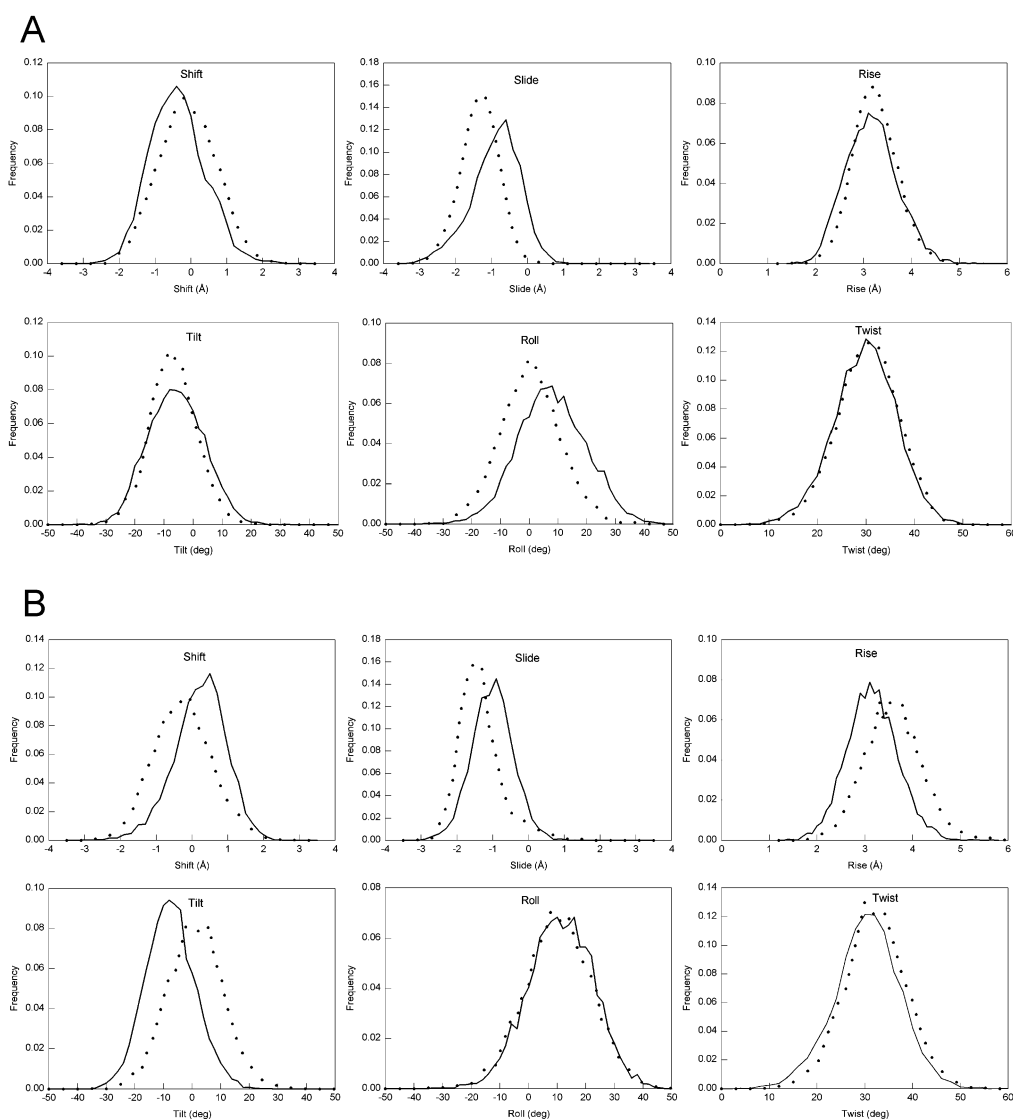 A
Shift
Frequency
0.12
0.10
0.08
0.06
0.04
0.02
0.00
-4 -3 -2 -1 0 1 2 3 4
Shift (Å)
Slide
Frequency
0.18
0.16
0.14
0.12
0.10
0.08
0.06
0.04
0.02
0.00
-4 -3 -2 -1 0 1 2 3 4
Slide (Å)
Rise
Frequency
0.10
0.08
0.06
0.04
0.02
0.00
0 1 2 3 4 5 6
Rise (Å)
Tilt
Frequency
0.12
0.10
0.08
0.06
0.04
0.02
0.00
-50 -40 -30 -20 -10 0 10 20 30 40 50
Tilt (deg)
Roll
Frequency
0.10
0.08
0.06
0.04
0.02
0.00
-50 -40 -30 -20 -10 0 10 20 30 40 50
Roll (deg)
Twist
Frequency
0.14
0.12
0.10
0.08
0.06
0.04
0.02
0.00
0 10 20 30 40 50 60
Twist (deg)
B
Shift
Frequency
0.14
0.12
0.10
0.08
0.06
0.04
0.02
0.00
-4 -3 -2 -1 0 1 2 3 4
Shift (Å)
Slide
Frequency
0.18
0.16
0.14
0.12
0.10
0.08
0.06
0.04
0.02
0.00
-4 -3 -2 -1 0 1 2 3 4
Slide (Å)
Rise
Frequency
0.10
0.08
0.06
0.04
0.02
0.00
0 1 2 3 4 5 6
Rise (Å)
Tilt
Frequency
0.10
0.08
0.06
0.04
0.02
0.00
-50 -40 -30 -20 -10 0 10 20 30 40 50
Tilt (deg)
Roll
Frequency
0.08
0.06
0.04
0.02
0.00
-50 -40 -30 -20 -10 0 10 20 30 40 50
Roll (deg)
Twist
Frequency
0.14
0.12
0.10
0.08
0.06
0.04
0.02
0.00
0 10 20 30 40 50 60
Twist (deg)